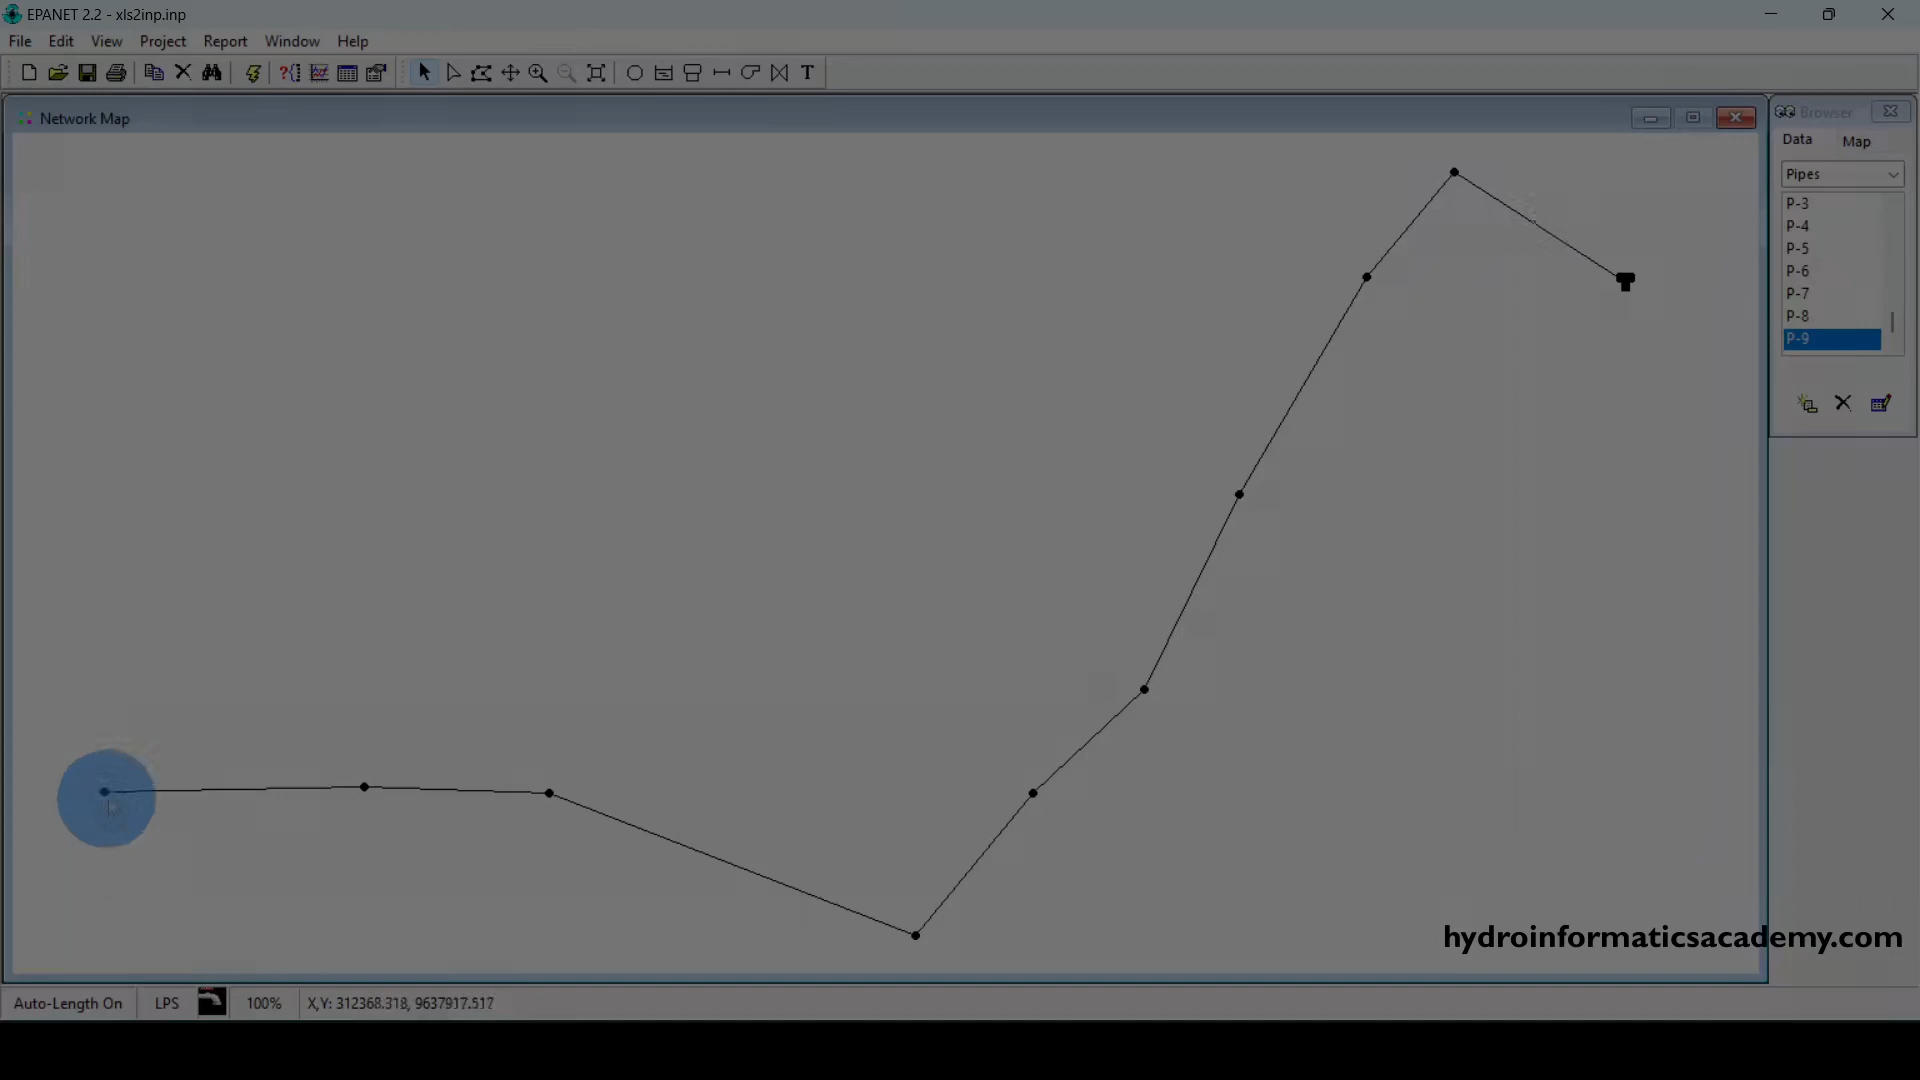 EPANET 2.2 - xls2inp.inp
File Edit View Project Report Window Help
T
Network Map
Browser
Data Map
Pipes
P-3
P-4
P-5
P-6
P-7
P-8
P-9
hydroinformaticsacademy.com
Auto-Length On LPS 100% X,Y: 312368.318, 9637917.517